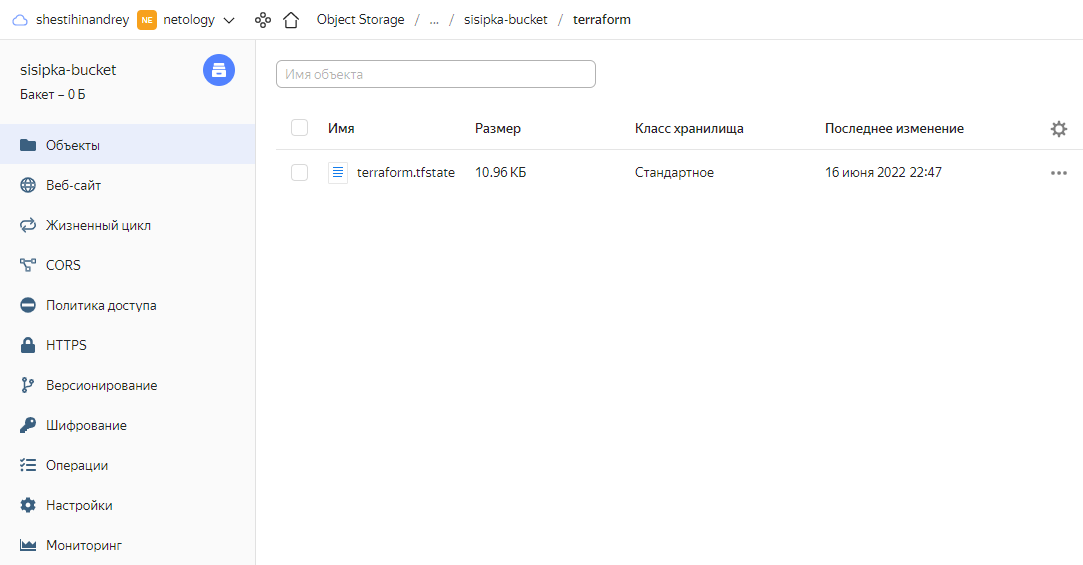 shestihinandrey NE netology Object Storage / ... / sisipka-bucket / terraform
sisipka-bucket
Бакет – 0 Б
Объекты
Веб-сайт
Жизненный цикл
CORS
Политика доступа
HTTPS
Версионирование
Шифрование
Операции
Настройки
Мониторинг
Имя объекта
Имя Размер Класс хранилища Последнее изменение
terraform.tfstate 10.96 КБ Стандартное 16 июня 2022 22:47